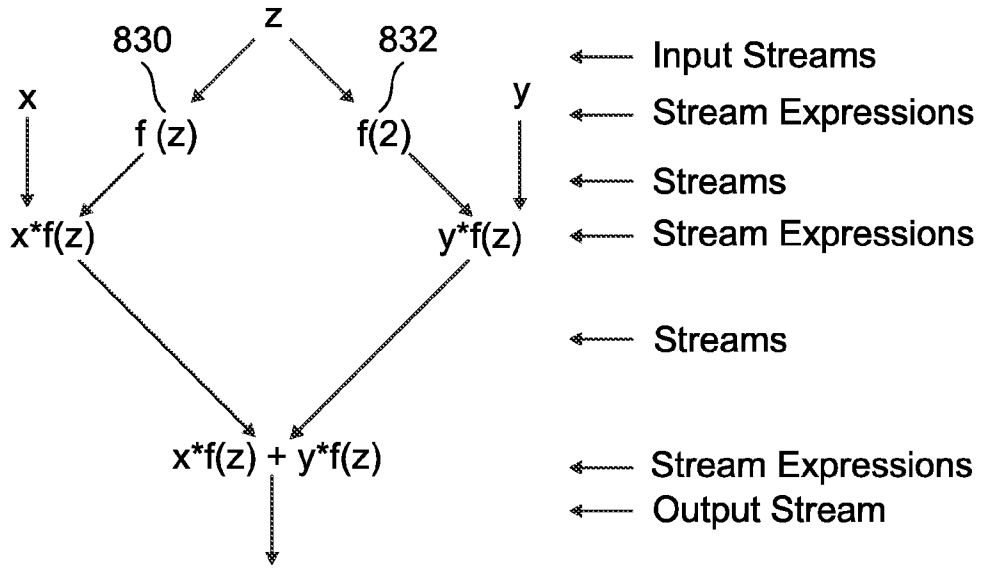 z
830
832
Input Streams
x
y
Stream Expressions
f (z)
f(2)
Streams
x*f(z)
y*f(z)
Stream Expressions
Streams
x*f(z) + y*f(z)
Stream Expressions
Output Stream